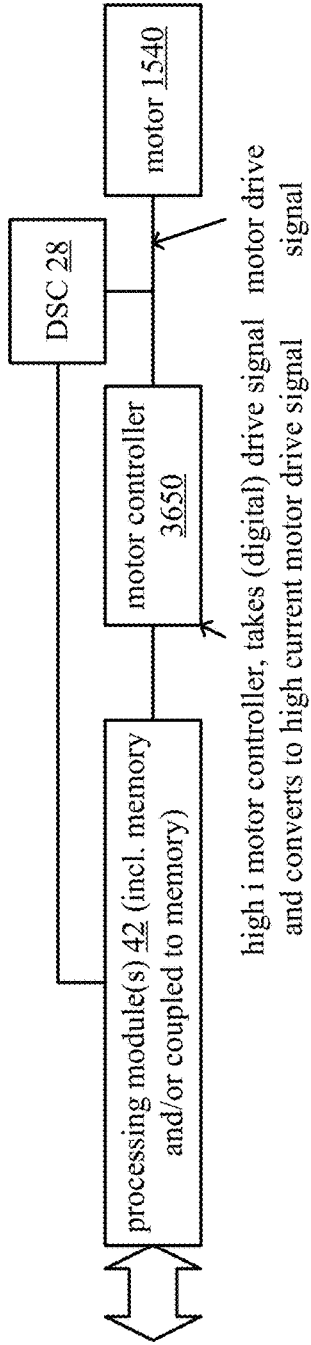 processing module(s) 42 (incl. memory
and/or coupled to memory)
motor controller
3650
DSC 28
motor 1540
high i motor controller, takes (digital) drive signal
and converts to high current motor drive signal
motor drive
signal